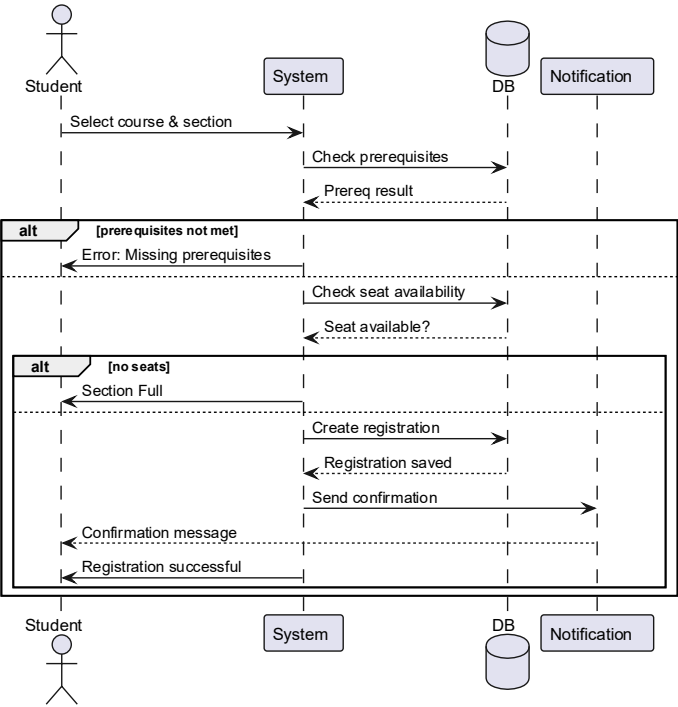 Student
System
DB
Notification
Select course & section
Check prerequisites
Prereq result
alt [prerequisites not met]
Error: Missing prerequisites
Check seat availability
Seat available?
alt [no seats]
Section Full
Create registration
Registration saved
Send confirmation
Confirmation message
Registration successful
Student
System
DB
Notification